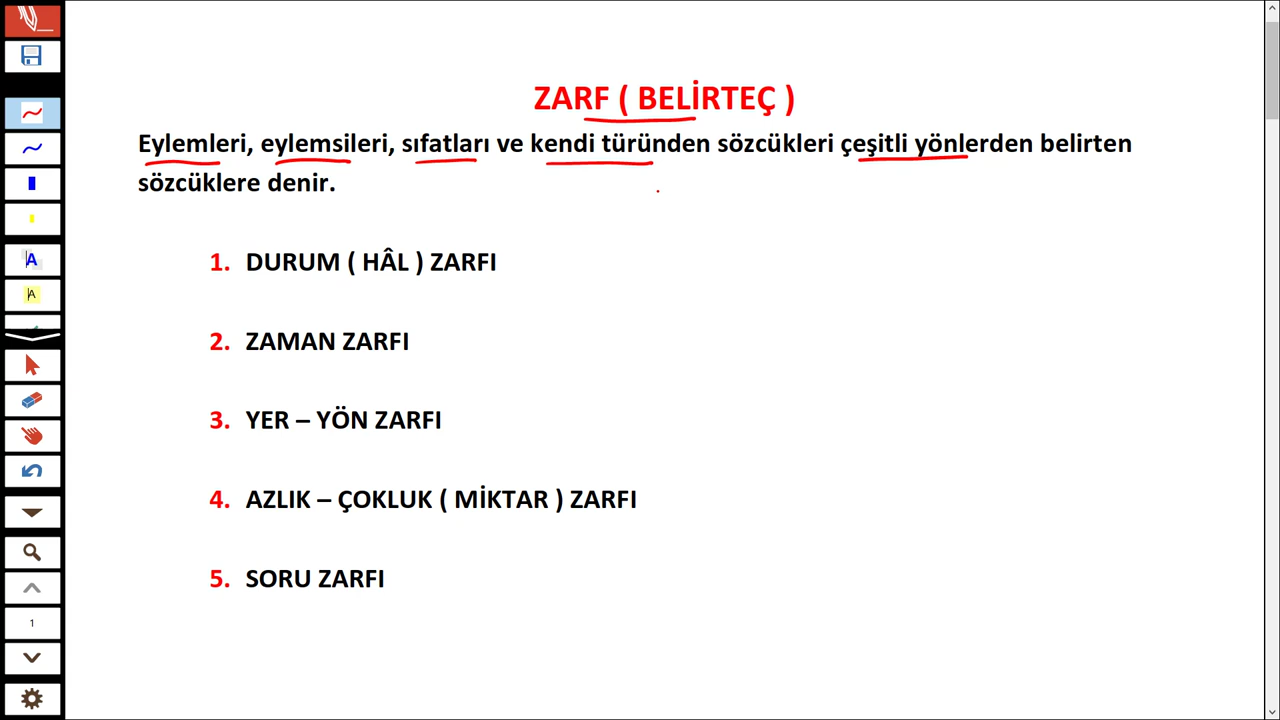 ZARF ( BELİRTEÇ )
Eylemleri, eylemsileri, sıfatları ve kendi türünden sözcükleri çeşitli yönlerden belirten
sözcüklere denir.
1. DURUM ( HÂL ) ZARFI
2. ZAMAN ZARFI
3. YER – YÖN ZARFI
4. AZLIK – ÇOKLUK ( MİKTAR ) ZARFI
5. SORU ZARFI
A
A
1